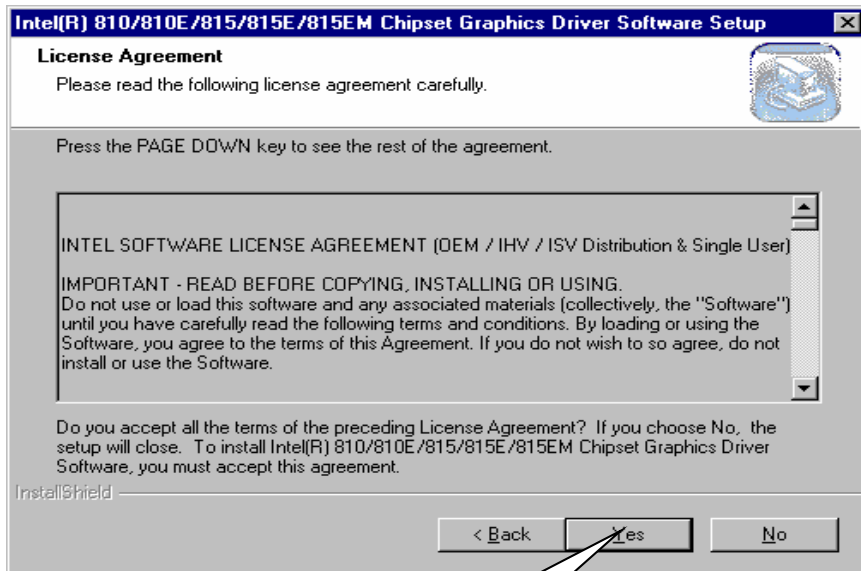 Intel(R) 810/810E/815/815E/815EM Chipset Graphics Driver Software Setup
License Agreement
Please read the following license agreement carefully.
Press the PAGE DOWN key to see the rest of the agreement.
INTEL SOFTWARE LICENSE AGREEMENT (OEM / IHV / ISV Distribution & Single User)
IMPORTANT - READ BEFORE COPYING, INSTALLING OR USING.
Do not use or load this software and any associated materials (collectively, the "Software")
until you have carefully read the following terms and conditions. By loading or using the
Software, you agree to the terms of this Agreement. If you do not wish to so agree, do not
install or use the Software.
Do you accept all the terms of the preceding License Agreement? If you choose No, the
setup will close. To install Intel(R) 810/810E/815/815E/815EM Chipset Graphics Driver
Software, you must accept this agreement.
InstallShield
< Back
Yes
No